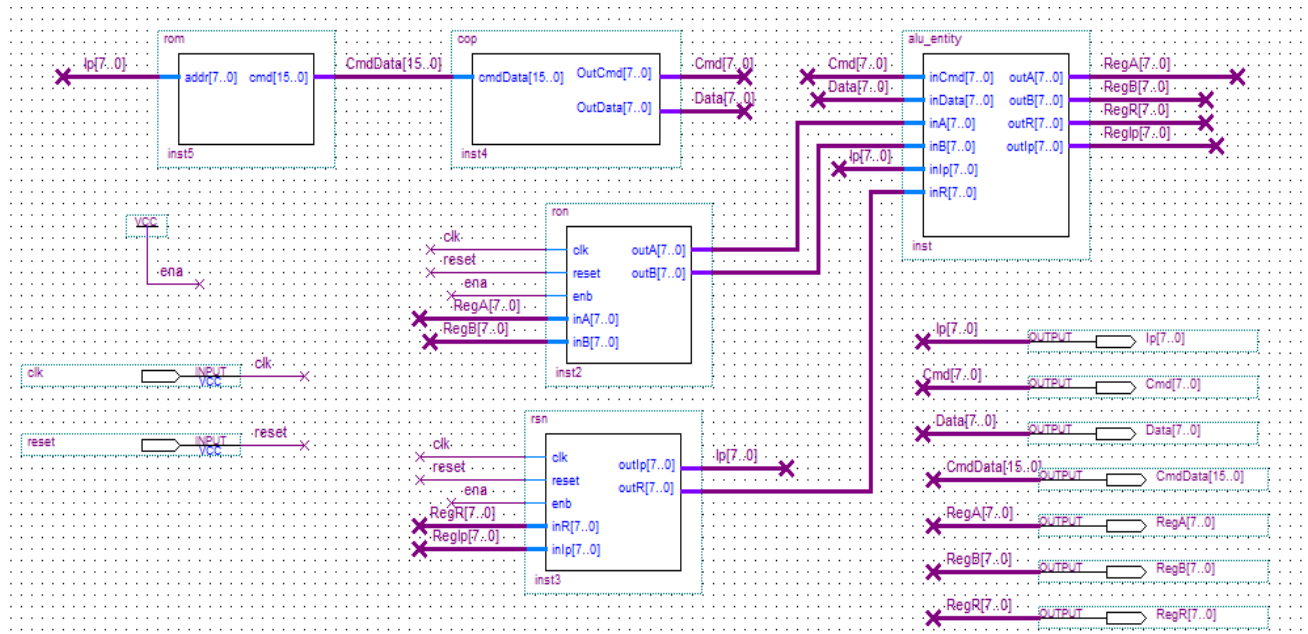 rom
Ip[7..0]
addr[7..0] cmd[15..0]
inst5
CmdData[15..0]
cop
cmdData[15..0] OutCmd[7..0]
OutData[7..0]
inst4
Cmd[7..0]
Data[7..0]
alu_entity
Cmd[7..0]
Data[7..0]
Ip[7..0]
inCmd[7..0] outA[7..0]
inData[7..0] outB[7..0]
inA[7..0] outR[7..0]
inB[7..0] outIp[7..0]
inIp[7..0]
inR[7..0]
inst
RegA[7..0]
RegB[7..0]
RegR[7..0]
RegIp[7..0]
VCC
ena
ron
clk
reset
ena
RegA[7..0]
RegB[7..0]
clk outA[7..0]
reset outB[7..0]
enb
inA[7..0]
inB[7..0]
inst2
clk INPUT VCC clk
reset INPUT VCC reset
rsn
clk
reset
ena
RegR[7..0]
RegIp[7..0]
clk outIp[7..0]
reset outR[7..0]
enb
inR[7..0]
inIp[7..0]
inst3
Ip[7..0]
Ip[7..0] OUTPUT Ip[7..0]
Cmd[7..0] OUTPUT Cmd[7..0]
Data[7..0] OUTPUT Data[7..0]
CmdData[15..0] OUTPUT CmdData[15..0]
RegA[7..0] OUTPUT RegA[7..0]
RegB[7..0] OUTPUT RegB[7..0]
RegR[7..0] OUTPUT RegR[7..0]